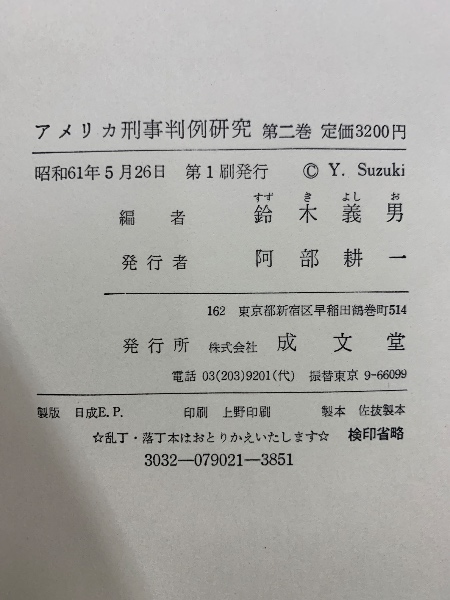 アメリカ刑事判例研究 第二巻 定価3200円
昭和61年5月26日 第1刷発行 © Y. Suzuki
すず き よし お
編者 鈴木義男
発行者 阿部耕一
162 東京都新宿区早稲田鶴巻町514
発行所 株式会社 成文堂
電話 03(203)9201(代) 振替東京 9-66099
製版 日成E.P. 印刷 上野印刷 製本 佐抜製本
☆乱丁・落丁本はおとりかえいたします☆ 検印省略
3032—079021—3851